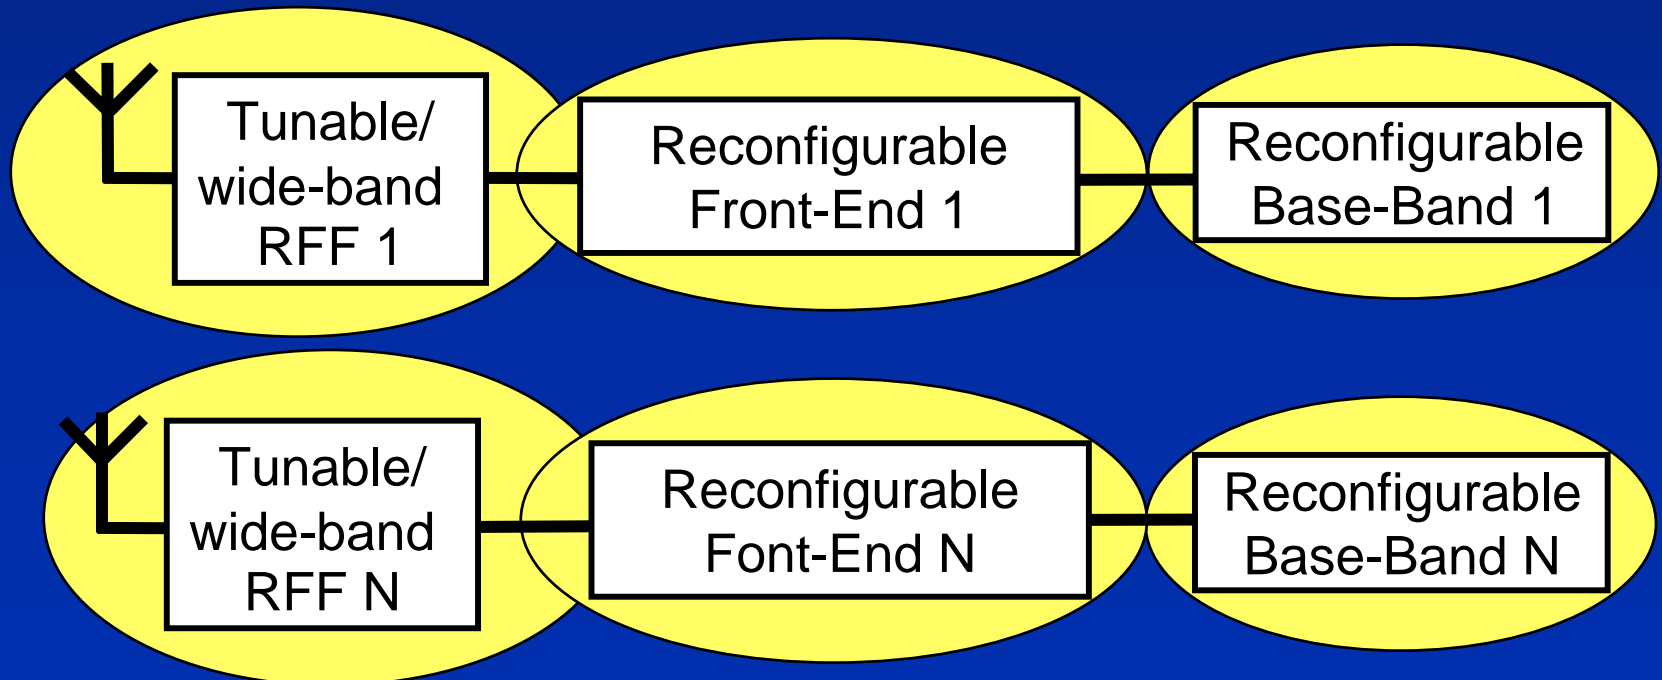 Tunable/
wide-band
RFF 1
Reconfigurable
Front-End 1
Reconfigurable
Base-Band 1
Tunable/
wide-band
RFF N
Reconfigurable
Font-End N
Reconfigurable
Base-Band N